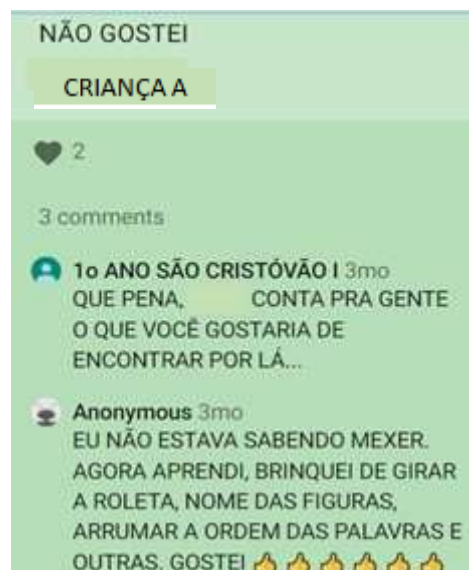 NÃO GOSTEI
CRIANÇA A
2
3 comments
1o ANO SÃO CRISTÓVÃO I 3mo
QUE PENA, CONTA PRA GENTE
O QUE VOCÊ GOSTARIA DE
ENCONTRAR POR LÁ...
Anonymous 3mo
EU NÃO ESTAVA SABENDO MEXER.
AGORA APRENDI, BRINQUEI DE GIRAR
A ROLETA, NOME DAS FIGURAS,
ARRUMAR A ORDEM DAS PALAVRAS E
OUTRAS. GOSTEI 👍👍👍👍👍👍